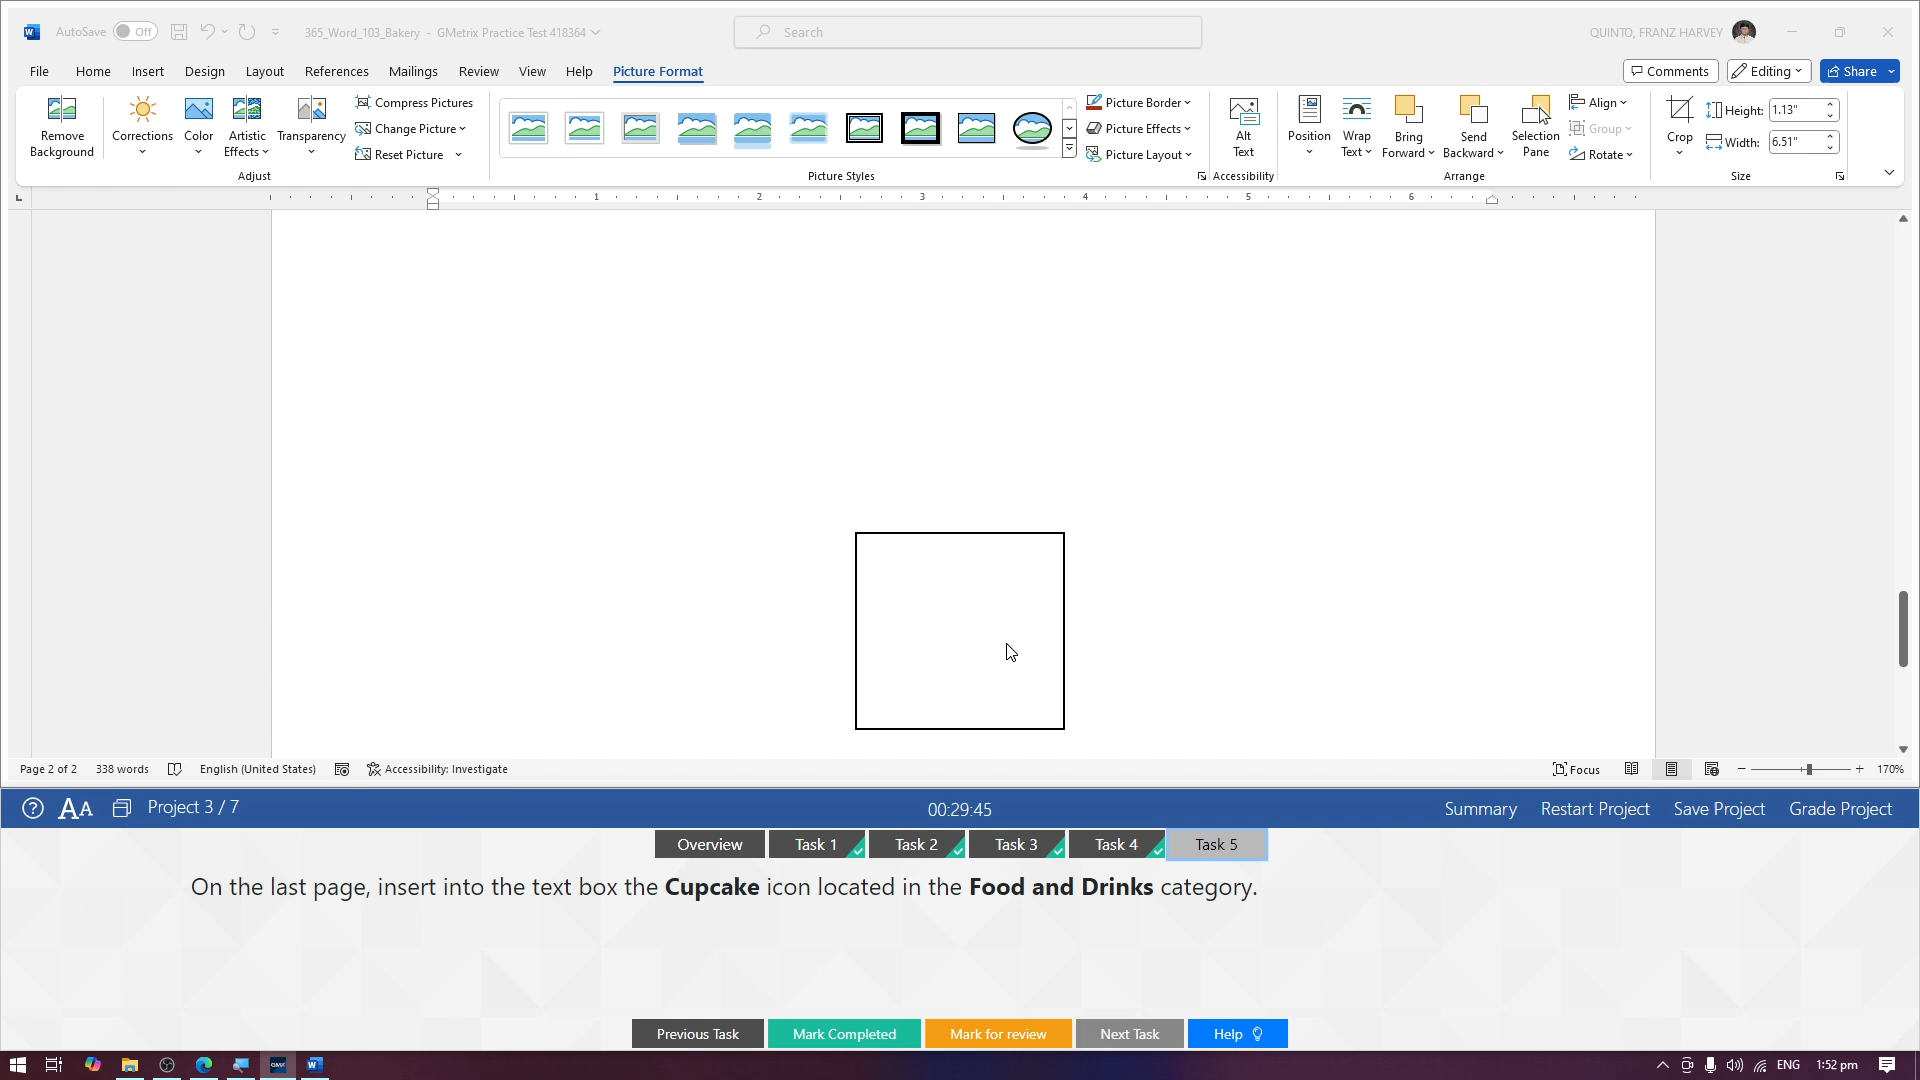 AutoSave Off 365_Word_103_Bakery - GMetrix Practice Test 418364 Search QUINTO, FRANZ HARVEY
File Home Insert Design Layout References Mailings Review View Help Picture Format Comments Editing Share
Remove Background
Corrections
Color
Artistic Effects
Transparency
Compress Pictures
Change Picture
Reset Picture
Adjust
Picture Styles
Picture Border
Picture Effects
Picture Layout
Alt Text
Accessibility
Position
Wrap Text
Bring Forward
Send Backward
Selection Pane
Align
Group
Rotate
Arrange
Crop
Height: 1.13"
Width: 6.51"
Size
1 2 3 4 5 6
Page 2 of 2 338 words English (United States) Accessibility: Investigate Focus 170%
Project 3 / 7 00:29:45 Summary Restart Project Save Project Grade Project
Overview Task 1 Task 2 Task 3 Task 4 Task 5
On the last page, insert into the text box the Cupcake icon located in the Food and Drinks category.
Previous Task Mark Completed Mark for review Next Task Help
ENG 1:52 pm